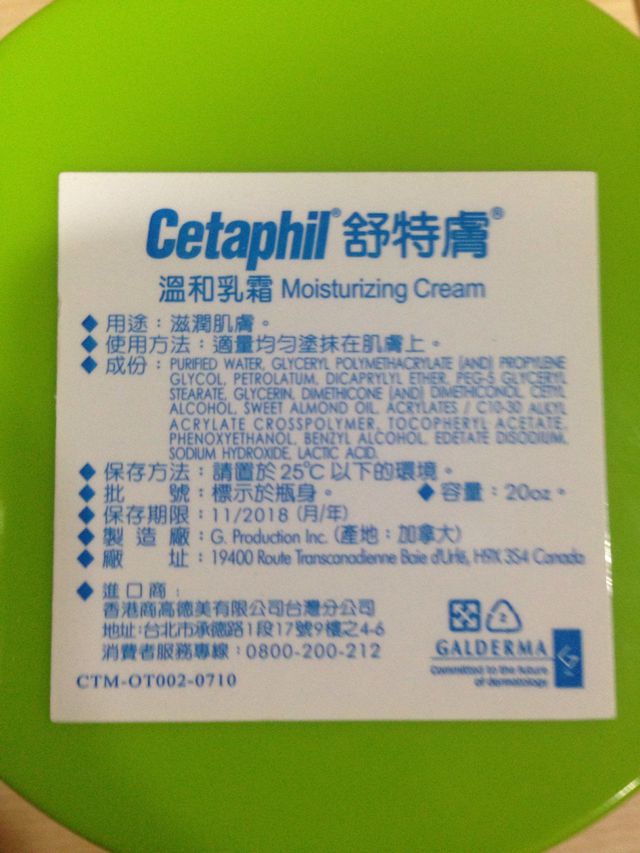 Cetaphil® 舒特膚®
溫和乳霜 Moisturizing Cream
◆ 用途：滋潤肌膚。
◆ 使用方法：適量均勻塗抹在肌膚上。
◆ 成份：PURIFIED WATER, GLYCERYL POLYMETHACRYLATE (AND) PROPYLENE
GLYCOL, PETROLATUM, DICAPRYLYL ETHER, PEG-5 GLYCERYL
STEARATE, GLYCERIN, DIMETHICONE (AND) DIMETHICONOL, CETYL
ALCOHOL, SWEET ALMOND OIL, ACRYLATES / C10-30 ALKYL
ACRYLATE CROSSPOLYMER, TOCOPHERYL ACETATE,
PHENOXYETHANOL, BENZYL ALCOHOL, EDETATE DISODIUM,
SODIUM HYDROXIDE, LACTIC ACID.
◆ 保存方法：請置於 25℃ 以下的環境。
◆ 批號：標示於瓶身。 ◆ 容量：20oz。
◆ 保存期限：11/2018 (月/年)
◆ 製造廠：G. Production Inc. (產地：加拿大)
◆ 廠址：19400 Route Transcanadienne Baie d'Urfé, H9X 3S4 Canada
◆ 進口商：
香港商高德美有限公司台灣分公司
地址:台北市承德路1段17號9樓之4-6
消費者服務專線：0800-200-212
CTM-OT002-0710
2
GALDERMA
Committed to the future
of dermatology